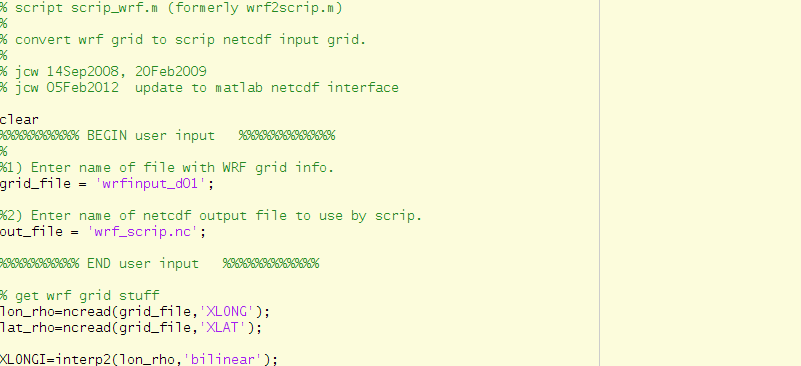 % script scrip_wrf.m (formerly wrf2scrip.m)
%
% convert wrf grid to scrip netcdf input grid.
%
% jcw 14Sep2008, 20Feb2009
% jcw 05Feb2012  update to matlab netcdf interface
clear
%%%%%%%%%% BEGIN user input   %%%%%%%%%%%%
%
%1) Enter name of file with WRF grid info.
grid_file = 'wrfinput_d01';
%2) Enter name of netcdf output file to use by scrip.
out_file = 'wrf_scrip.nc';
%%%%%%%%%% END user input   %%%%%%%%%%%%
% get wrf grid stuff
lon_rho=ncread(grid_file,'XLONG');
lat_rho=ncread(grid_file,'XLAT');
XLONGI=interp2(lon_rho,'bilinear');